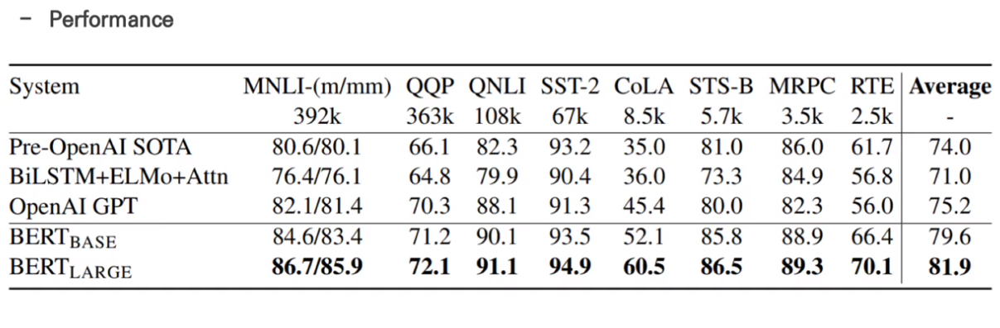 – Performance
System MNLI-(m/mm) QQP QNLI SST-2 CoLA STS-B MRPC RTE Average
392k 363k 108k 67k 8.5k 5.7k 3.5k 2.5k -
Pre-OpenAI SOTA 80.6/80.1 66.1 82.3 93.2 35.0 81.0 86.0 61.7 74.0
BiLSTM+ELMo+Attn 76.4/76.1 64.8 79.9 90.4 36.0 73.3 84.9 56.8 71.0
OpenAI GPT 82.1/81.4 70.3 88.1 91.3 45.4 80.0 82.3 56.0 75.2
BERTBASE 84.6/83.4 71.2 90.1 93.5 52.1 85.8 88.9 66.4 79.6
BERTLARGE 86.7/85.9 72.1 91.1 94.9 60.5 86.5 89.3 70.1 81.9